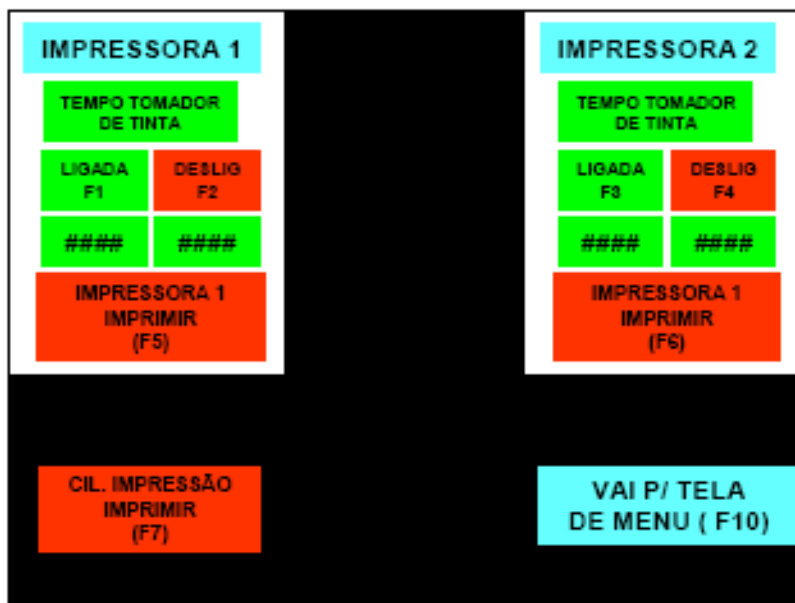 IMPRESSORA 1
TEMPO TOMADOR
DE TINTA
LIGADA
F1
DESLIG
F2
####
####
IMPRESSORA 1
IMPRIMIR
(F5)
IMPRESSORA 2
TEMPO TOMADOR
DE TINTA
LIGADA
F3
DESLIG
F4
####
####
IMPRESSORA 1
IMPRIMIR
(F6)
CIL. IMPRESSÃO
IMPRIMIR
(F7)
VAI P/ TELA
DE MENU ( F10)